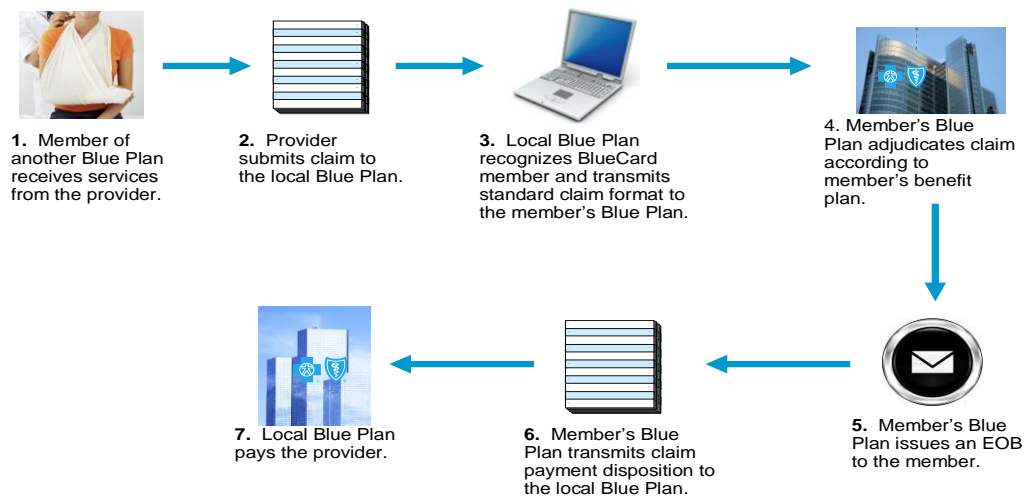 1. Member of
another Blue Plan
receives services
from the provider.
2. Provider
submits claim to
the local Blue Plan.
3. Local Blue Plan
recognizes BlueCard
member and transmits
standard claim format to
the member's Blue Plan.
4. Member's Blue
Plan adjudicates claim
according to
member's benefit
plan.
5. Member's Blue
Plan issues an EOB
to the member.
6. Member's Blue
Plan transmits claim
payment disposition to
the local Blue Plan.
7. Local Blue Plan
pays the provider.